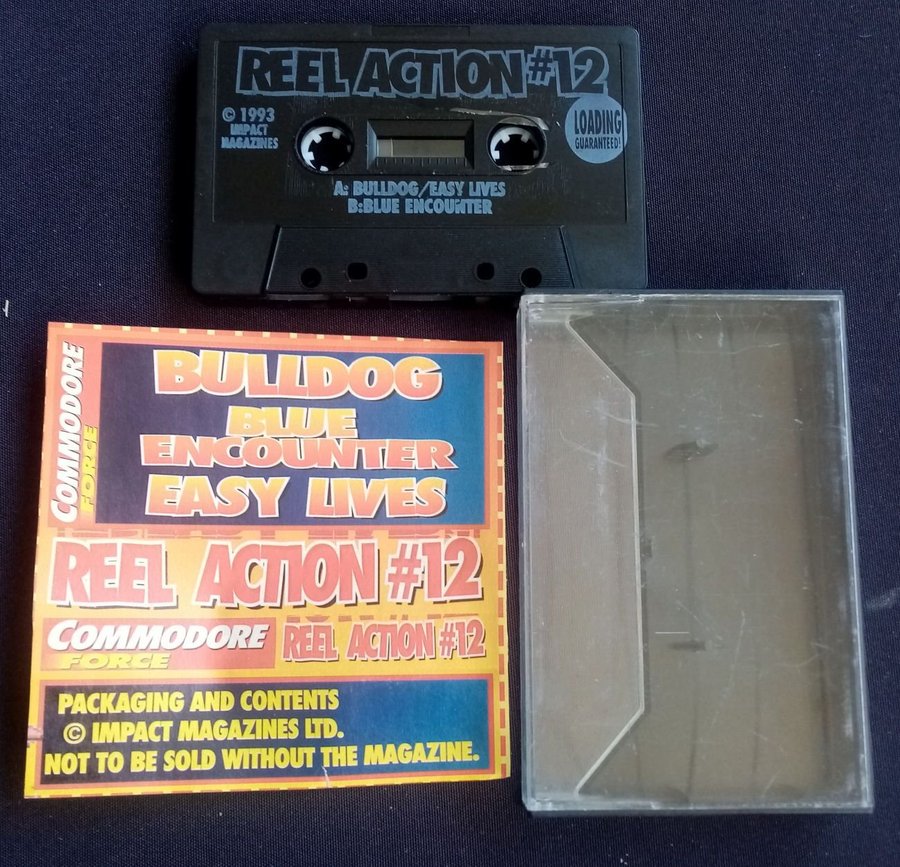 REEL ACTION #12
© 1993
IMPACT
MAGAZINES
LOADING
GUARANTEED!
A: BULLDOG/EASY LIVES
B:BLUE ENCOUNTER
COMMODORE
FORCE
BULLDOG
BLUE
ENCOUNTER
EASY LIVES
REEL ACTION #12
COMMODORE
FORCE
REEL ACTION #12
PACKAGING AND CONTENTS
© IMPACT MAGAZINES LTD.
NOT TO BE SOLD WITHOUT THE MAGAZINE.